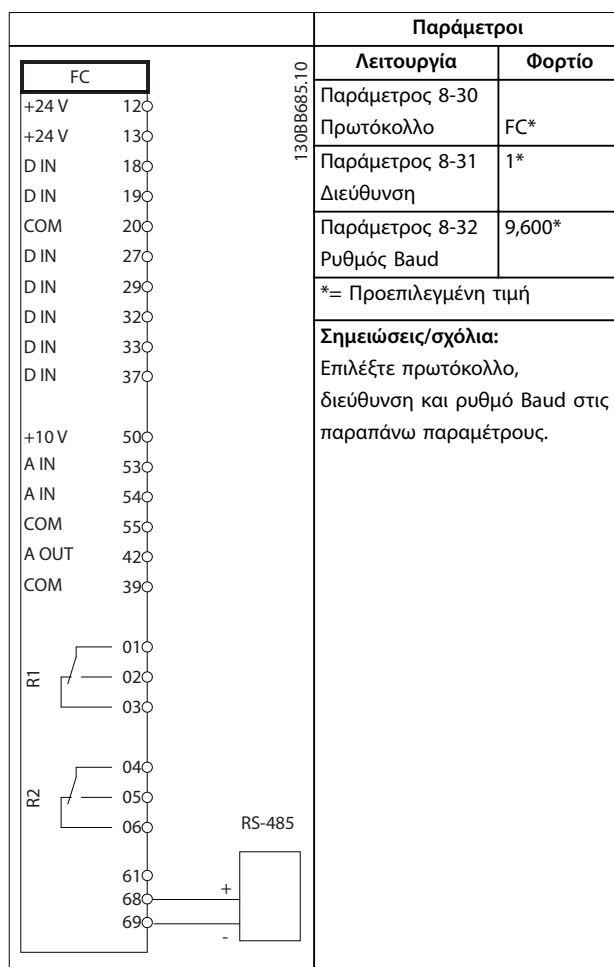 Παράμετροι
FC
130BB685.10
Λειτουργία Φορτίο
+24 V 12
+24 V 13
D IN 18
D IN 19
COM 20
D IN 27
D IN 29
D IN 32
D IN 33
D IN 37
+10 V 50
A IN 53
A IN 54
COM 55
A OUT 42
COM 39
R1
01
02
03
R2
04
05
06
RS-485
61
68 +
69 -
Παράμετρος 8-30
Πρωτόκολλο FC*
Παράμετρος 8-31 1*
Διεύθυνση
Παράμετρος 8-32 9,600*
Ρυθμός Baud
*= Προεπιλεγμένη τιμή
Σημειώσεις/σχόλια:
Επιλέξτε πρωτόκολλο,
διεύθυνση και ρυθμό Baud στις
παραπάνω παραμέτρους.